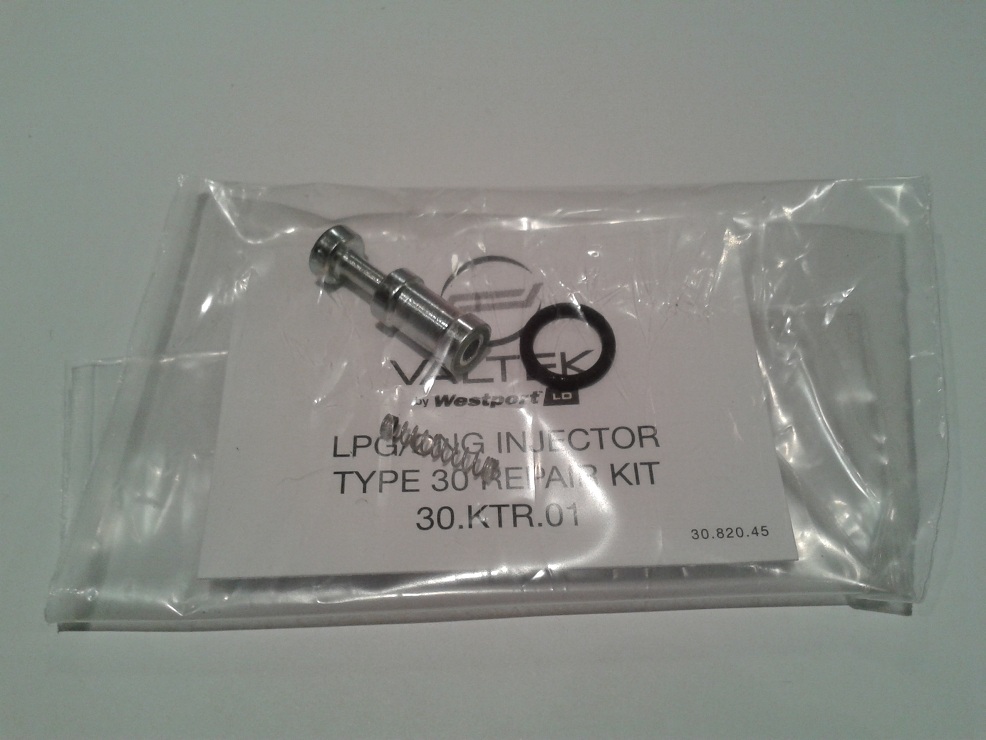 VALTEK
by Westport LD
LPG/CNG INJECTOR
TYPE 30 REPAIR KIT
30.KTR.01
30.820.45